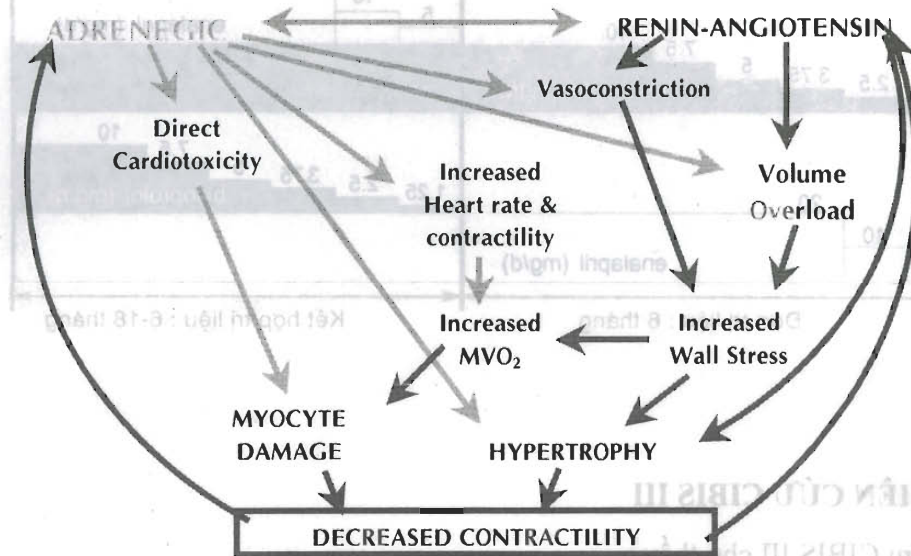 ADRENEGIC
RENIN-ANGIOTENSIN
Vasoconstriction
Direct
Cardiotoxicity
Increased
Heart rate &
contractility
Volume
Overload
Increased
MVO₂
Increased
Wall Stress
MYOCYTE
DAMAGE
HYPERTROPHY
DECREASED CONTRACTILITY